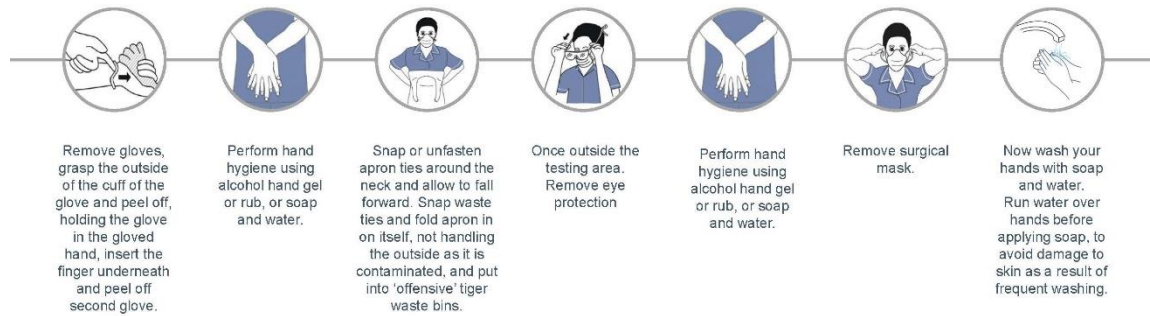 Remove gloves,
grasp the outside
of the cuff of the
glove and peel off,
holding the glove
in the gloved
hand, insert the
finger underneath
and peel off
second glove.
Perform hand
hygiene using
alcohol hand gel
or rub, or soap
and water.
Snap or unfasten
apron ties around
the neck and allow to fall
forward. Snap waste
ties and fold apron in
on itself, not handling
the outside as it is
contaminated, and put
into ‘offensive’ tiger
waste bins.
Once outside the
testing area.
Remove eye
protection
Perform hand
hygiene using
alcohol hand gel
or rub, or soap
and water.
Remove surgical
mask.
Now wash your
hands with soap
and water.
Run water over
hands before
applying soap, to
avoid damage to
skin as a result of
frequent washing.